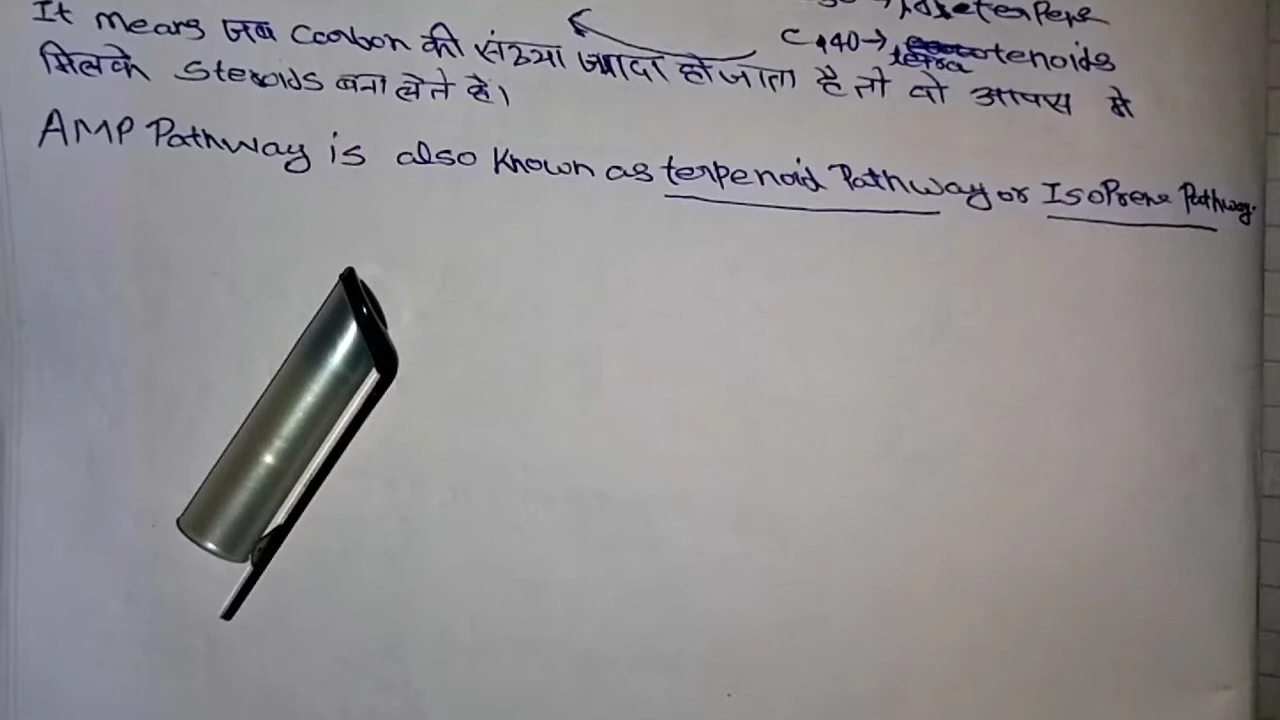 C 40→ tetra tenoids
It means जब Carbon की संख्या ज्यादा हो जाता है तो वो आपस मे
मिलके Steroids बना लेते है।
AMP Pathway is also known as terpenoid Pathway or IsoPrene Pathway.